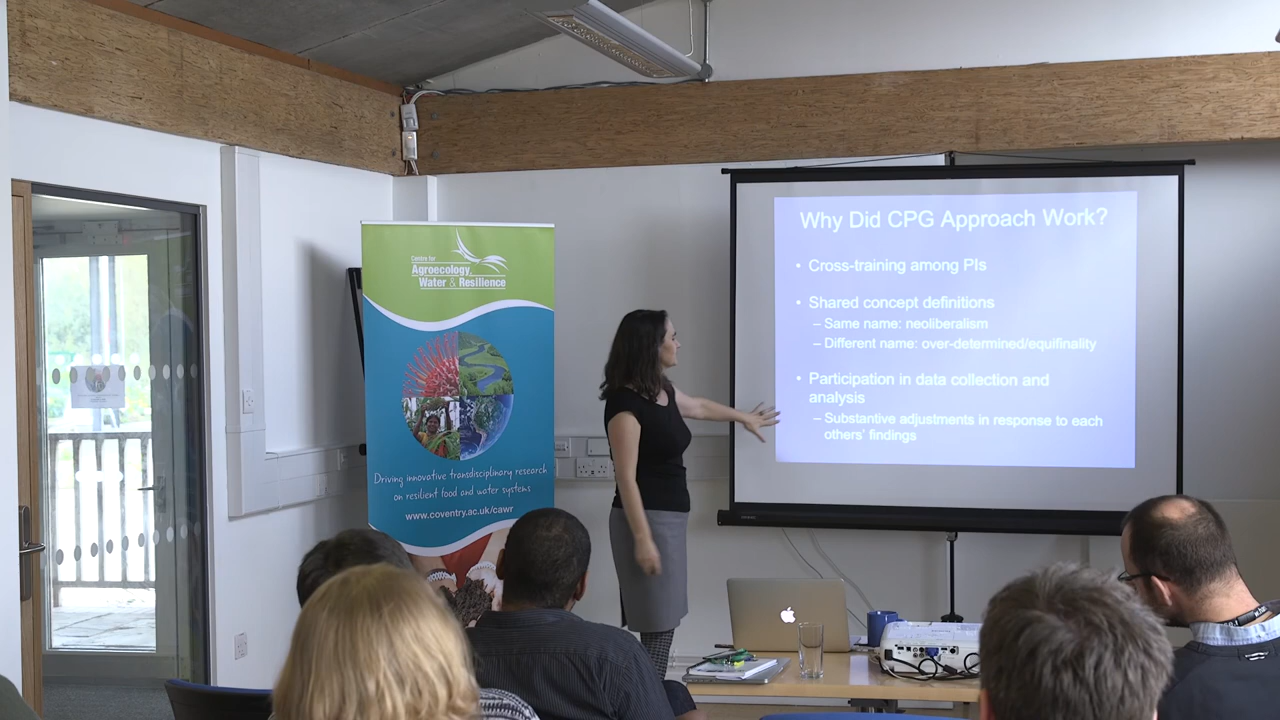 Centre for
Agroecology,
Water & Resilience
Driving innovative transdisciplinary research
on resilient food and water systems
www.coventry.ac.uk/cawr
Why Did CPG Approach Work?
• Cross-training among PIs
• Shared concept definitions
– Same name: neoliberalism
– Different name: over-determined/equifinality
• Participation in data collection and
analysis
– Substantive adjustments in response to each
others' findings